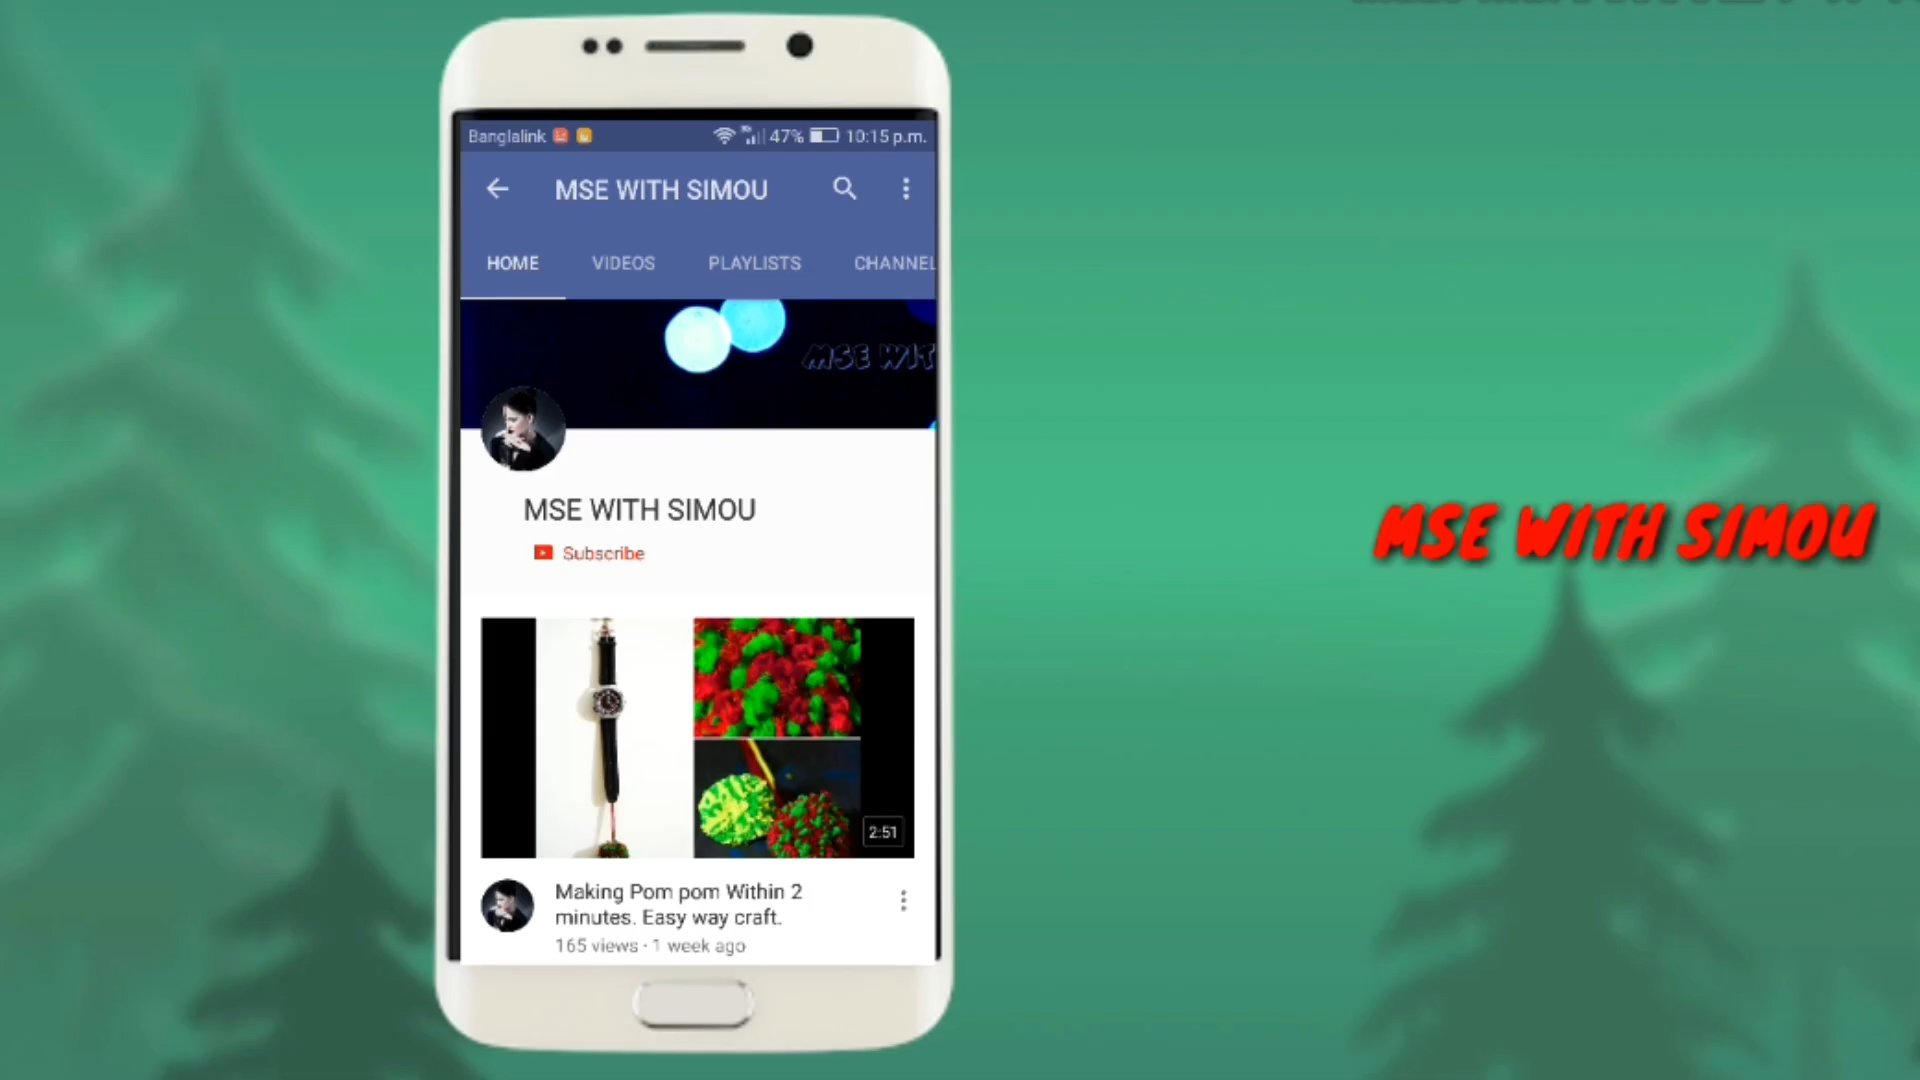 Banglalink 47% 10:15 p.m.
MSE WITH SIMOU
HOME VIDEOS PLAYLISTS CHANNEL
MSE WIT
MSE WITH SIMOU
Subscribe
2:51
Making Pom pom Within 2
minutes. Easy way craft.
165 views · 1 week ago
MSE WITH SIMOU